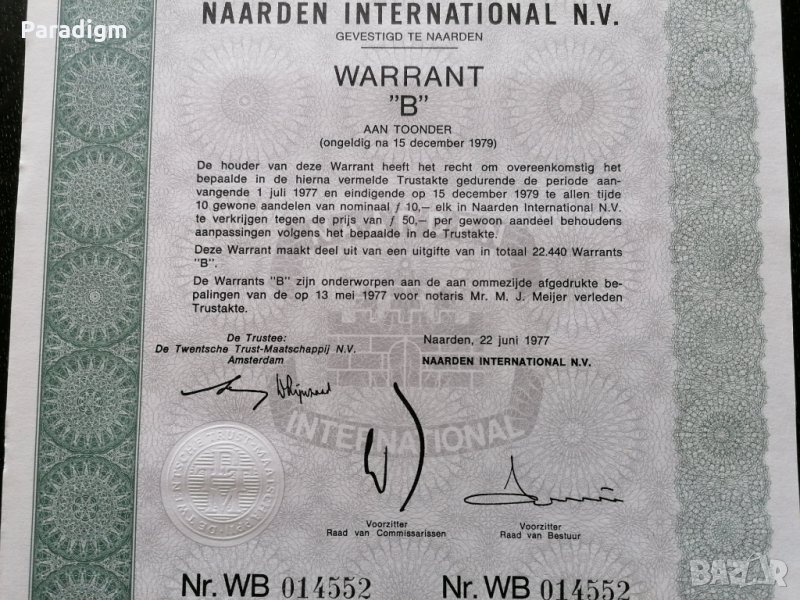 Paradigm
NAARDEN INTERNATIONAL N.V.
GEVESTIGD TE NAARDEN
WARRANT
"B"
AAN TOONDER
(ongeldig na 15 december 1979)
De houder van deze Warrant heeft het recht om overeenkomstig het
bepaalde in de hierna vermelde Trustakte gedurende de periode aan-
vangende 1 juli 1977 en eindigende op 15 december 1979 te allen tijde
10 gewone aandelen van nominaal ƒ 10,— elk in Naarden International N.V.
te verkrijgen tegen de prijs van ƒ 50,— per gewoon aandeel behoudens
aanpassingen volgens het bepaalde in de Trustakte.
Deze Warrant maakt deel uit van een uitgifte van in totaal 22.440 Warrants
"B".
De Warrants "B" zijn onderworpen aan de aan ommezijde afgedrukte be-
palingen van de op 13 mei 1977 voor notaris Mr. M. J. Meijer verleden
Trustakte.
De Trustee:
De Twentsche Trust-Maatschappij N.V.
Amsterdam
Naarden, 22 juni 1977
NAARDEN INTERNATIONAL N.V.
INTERNATIONAL
Voorzitter
Raad van Commissarissen
Voorzitter
Raad van Bestuur
Nr. WB 014552
Nr. WB 014552
BAZAR